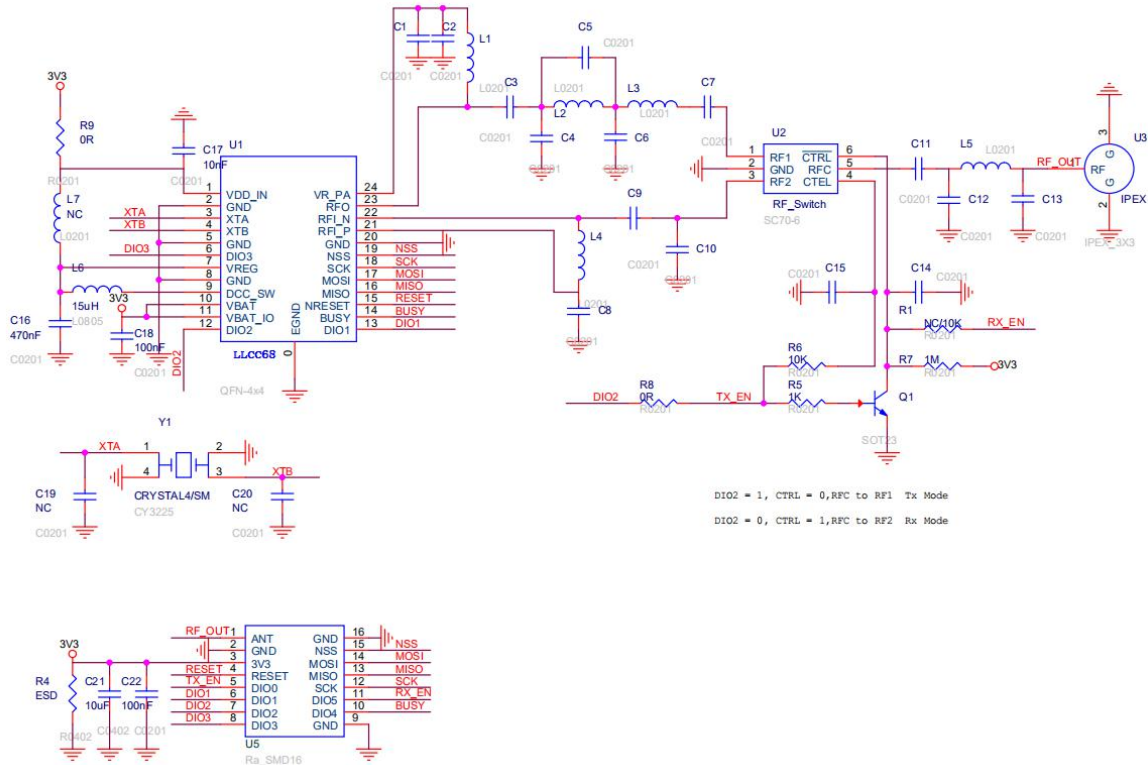 3V3
R9
0R
R0201
L7
NC
L0201
L6
15uH
L0805
C16
470nF
C0201
3V3
C18
100nF
C0201
C17
10nF
C0201
XTA
XTB
DIO3
DIO2
U1
1 VDD_IN
2 GND
3 XTA
4 XTB
5 GND
6 DIO3
7 VREG
8 GND
9 DCC_SW
10 VBAT
11 VBAT_IO
12 DIO2
VR_PA 24
RFO 23
RFI_N 22
RFI_P 21
GND 20
NSS 19 NSS
SCK 18 SCK
MOSI 17 MOSI
MISO 16 MISO
NRESET 15 RESET
BUSY 14 BUSY
DIO1 13 DIO1
EGND
0
LLCC68
QFN-4x4
C1
C2
C0201
C0201
L1
L0201
C3
C0201
C4
C5
C0201
L0201
L2
L3
L0201
C6
C7
C0201
C9
C0201
C10
L4
L0201
C8
U2
1 RF1
2 GND
3 RF2
CTRL 6
RFC 5
CTEL 4
RF_Switch
SC70-6
C11
C0201
L5
L0201
C12
C0201
C13
C0201
RF_OUT
1
RF
G
G
3
2
U3
IPEX
IPEX_3X3
C15
C0201
C14
C0201
R1
NC/10K
R0201
RX_EN
R7
1M
R0201
3V3
R6
10K
R0201
R5
1K
R0201
DIO2
R8
0R
R0201
TX_EN
Q1
SOT23
Y1
XTA
1
2
4
3
XTB
CRYSTAL4/SM
CY3225
C19
NC
C0201
C20
NC
C0201
DIO2 = 1, CTRL = 0,RFC to RF1 Tx Mode
DIO2 = 0, CTRL = 1,RFC to RF2 Rx Mode
3V3
R4
ESD
R0402
C21
10uF
C0402
C22
100nF
C0201
RF_OUT 1 ANT
2 GND
3 3V3
RESET 4 RESET
TX_EN 5 DIO0
DIO1 6 DIO1
DIO2 7 DIO2
DIO3 8 DIO3
GND 16
NSS 15 NSS
MOSI 14 MOSI
MISO 13 MISO
SCK 12 SCK
DIO5 11 RX_EN
DIO4 10 BUSY
GND 9
U5
Ra_SMD16